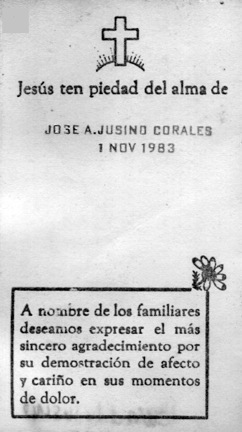 Jesús ten piedad del alma de
JOSE A. JUSINO CORALES
1 NOV 1983
A nombre de los familiares
deseamos expresar el más
sincero agradecimiento por
su demostración de afecto
y cariño en sus momentos
de dolor.